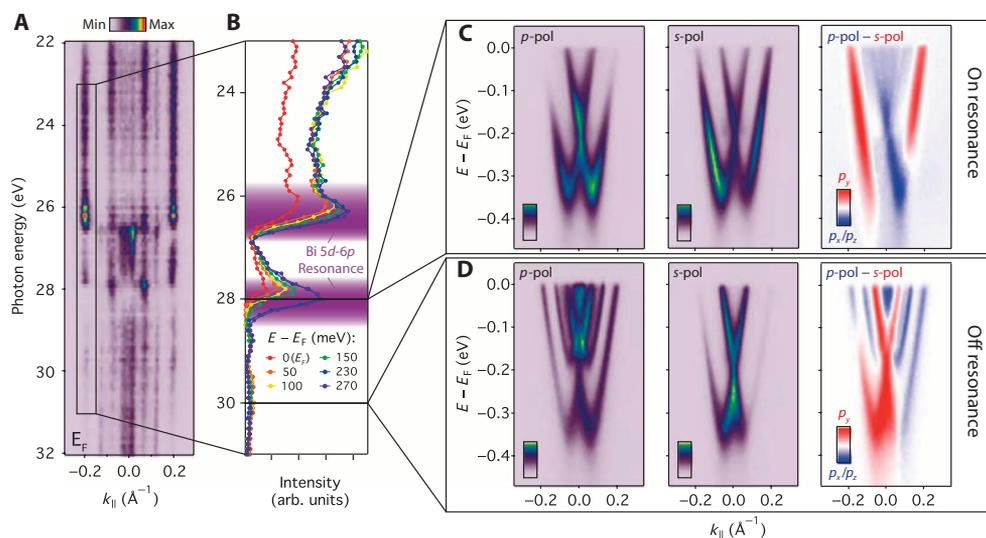 A
Min Max
B
22
24
26
28
30
32
Photon energy (eV)
E_F
−0.2 0.0 0.2
k_|| (Å⁻¹)
24
26
28
30
Bi 5d-6p
Resonance
E − E_F (meV):
0(E_F) 150
50 230
100 270
Intensity
(arb. units)
C
p-pol
s-pol
p-pol – s-pol
0.0
−0.1
−0.2
−0.3
−0.4
E − E_F (eV)
p_y
p_x/p_z
On resonance
D
p-pol
s-pol
p-pol – s-pol
0.0
−0.1
−0.2
−0.3
−0.4
E − E_F (eV)
p_y
p_x/p_z
Off resonance
−0.2 0.0 0.2
−0.2 0.0 0.2
−0.2 0.0 0.2
k_|| (Å⁻¹)